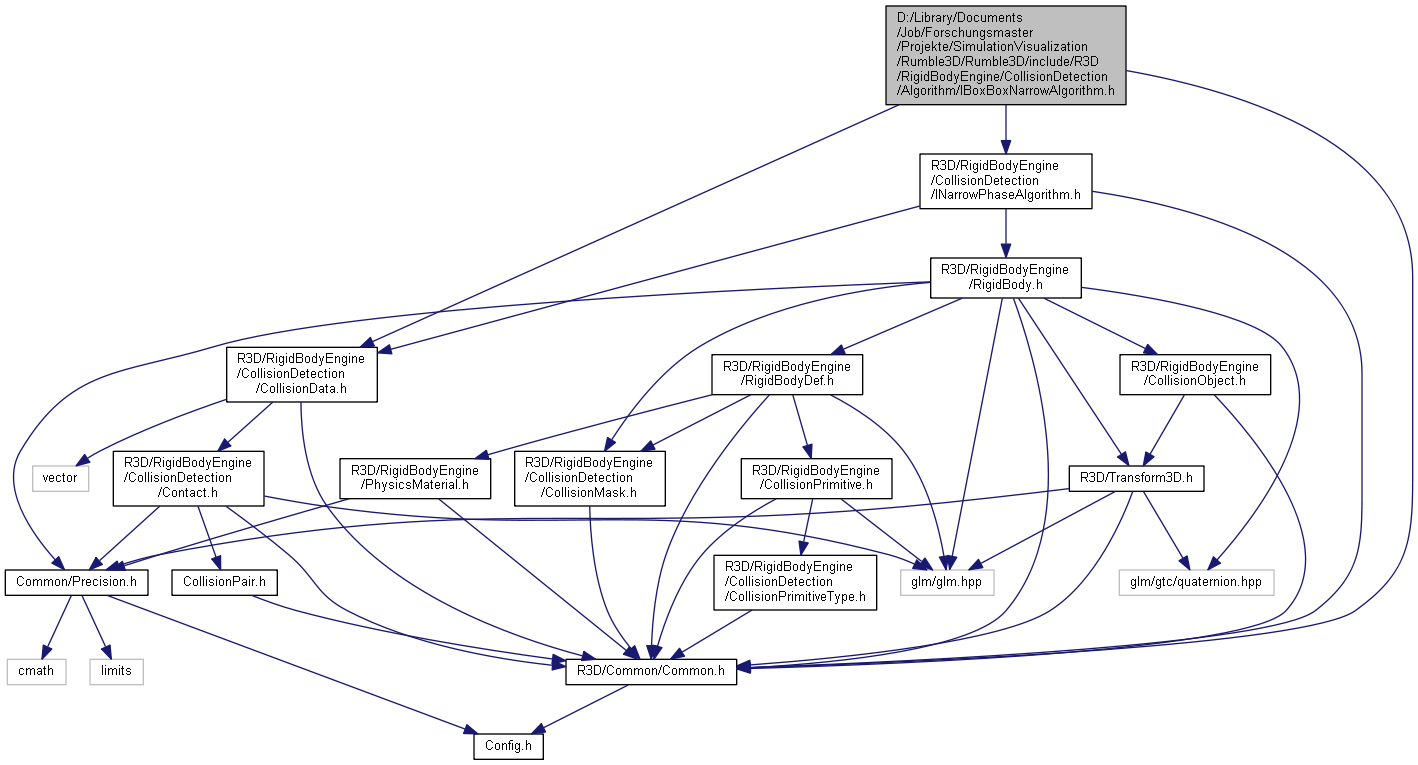 D:/Library/Documents
/Job/Forschungsmaster
/Projekte/SimulationVisualization
/Rumble3D/Rumble3D/include/R3D
/RigidBodyEngine/CollisionDetection
/Algorithm/IBoxBoxNarrowAlgorithm.h
R3D/RigidBodyEngine
/CollisionDetection
/INarrowPhaseAlgorithm.h
R3D/RigidBodyEngine
/RigidBody.h
R3D/RigidBodyEngine
/CollisionDetection
/CollisionData.h
R3D/RigidBodyEngine
/RigidBodyDef.h
R3D/RigidBodyEngine
/CollisionObject.h
vector
R3D/RigidBodyEngine
/CollisionDetection
/Contact.h
R3D/RigidBodyEngine
/PhysicsMaterial.h
R3D/RigidBodyEngine
/CollisionDetection
/CollisionMask.h
R3D/RigidBodyEngine
/CollisionPrimitive.h
R3D/Transform3D.h
Common/Precision.h
CollisionPair.h
R3D/RigidBodyEngine
/CollisionDetection
/CollisionPrimitiveType.h
glm/glm.hpp
glm/gtc/quaternion.hpp
cmath
limits
R3D/Common/Common.h
Config.h